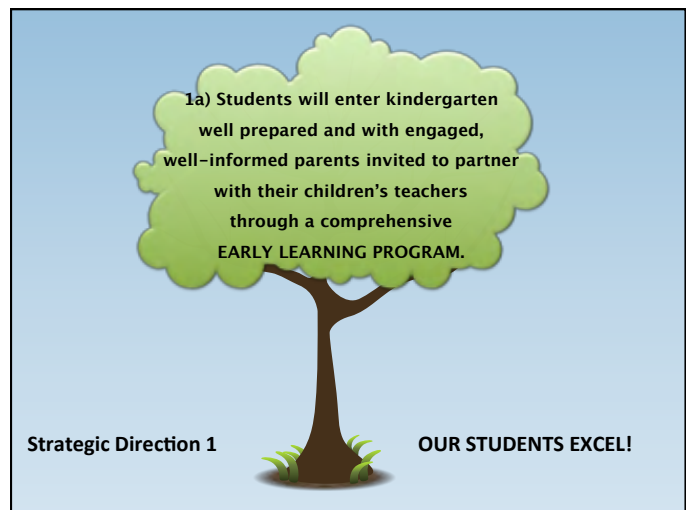 1a) Students will enter kindergarten
well prepared and with engaged,
well-informed parents invited to partner
with their children's teachers
through a comprehensive
EARLY LEARNING PROGRAM.
Strategic Direction 1
OUR STUDENTS EXCEL!